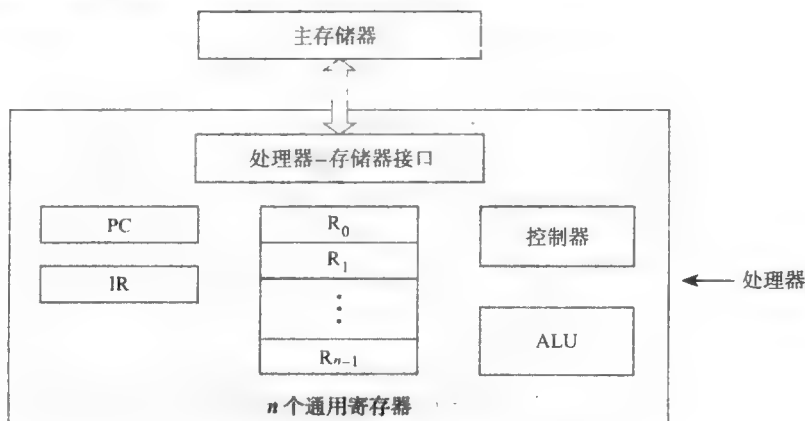 主存储器
处理器–存储器接口
PC
IR
R0
R1
⋮
Rn−1
控制器
ALU
处理器
n 个通用寄存器